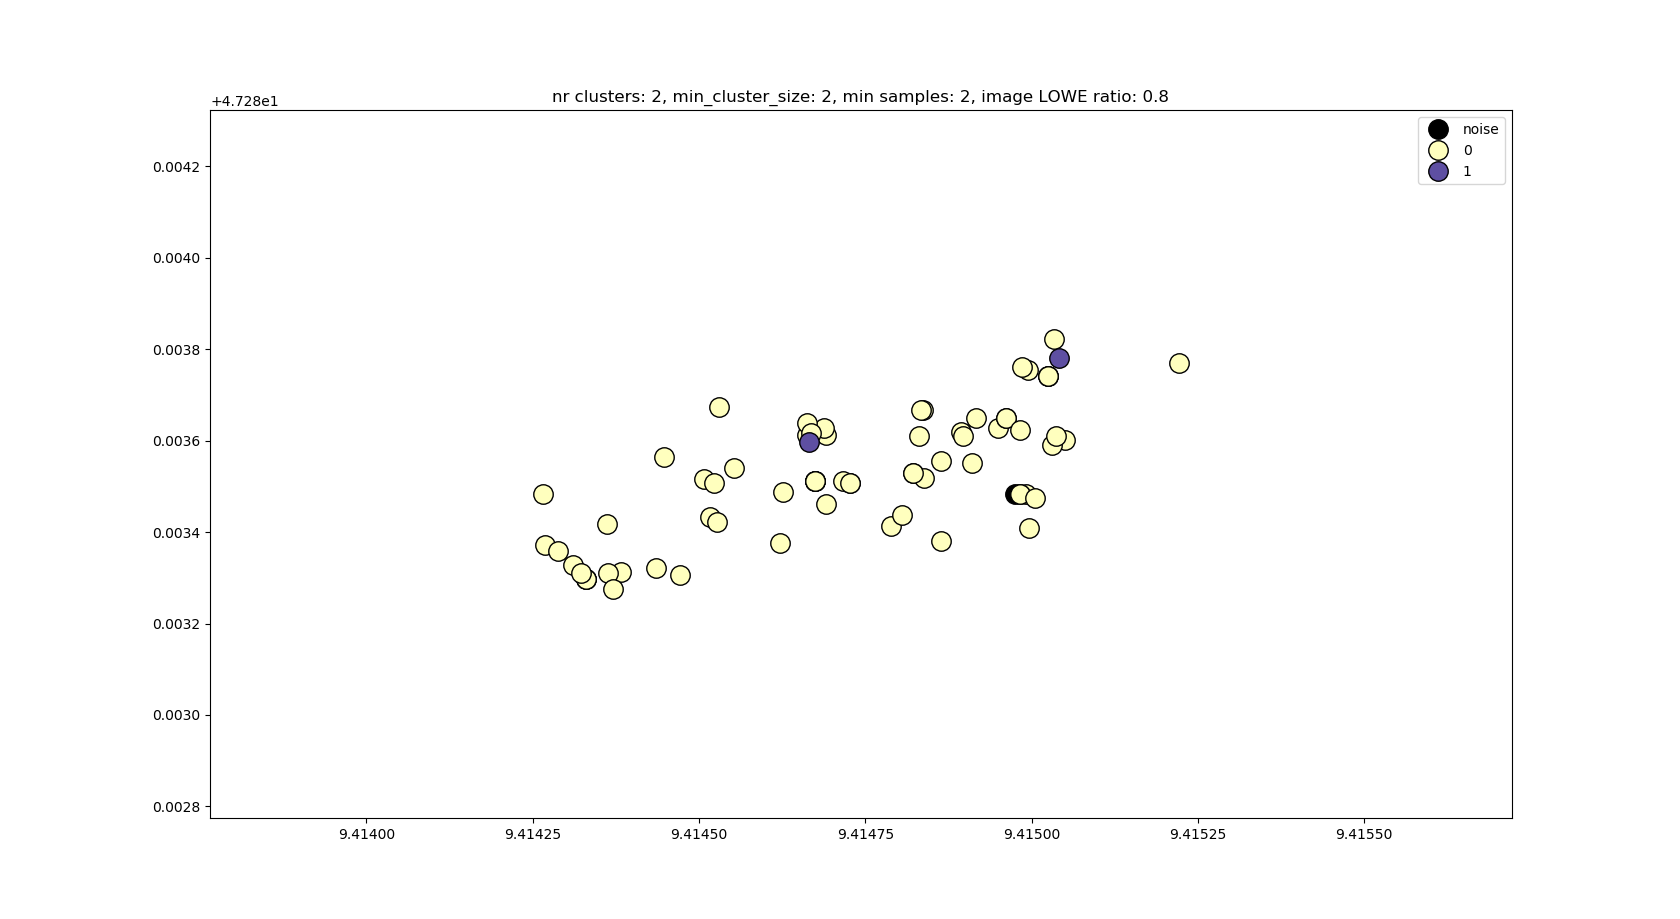 nr clusters: 2, min_cluster_size: 2, min samples: 2, image LOWE ratio: 0.8
+4.728e1
noise
0
1
0.0042
0.0040
0.0038
0.0036
0.0034
0.0032
0.0030
0.0028
9.41400 9.41425 9.41450 9.41475 9.41500 9.41525 9.41550